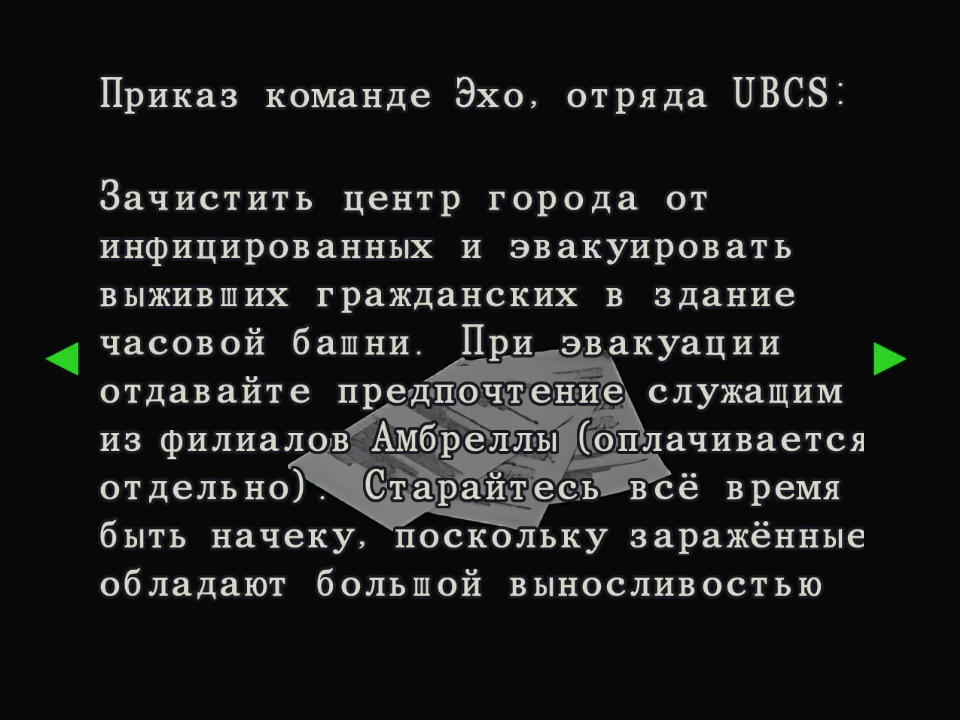 Приказ команде Эхо, отряда UBCS:
Зачистить центр города от
инфицированных и эвакуировать
выживших гражданских в здание
часовой башни. При эвакуации
отдавайте предпочтение служащим
из филиалов Амбреллы (оплачивается
отдельно). Старайтесь всё время
быть начеку, поскольку заражённые
обладают большой выносливостью